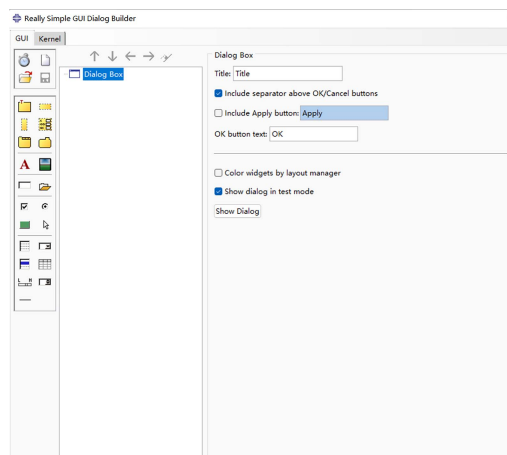 Really Simple GUI Dialog Builder
GUI Kernel
Dialog Box
Dialog Box
Title: Title
Include separator above OK/Cancel buttons
Include Apply button: Apply
OK button text: OK
Color widgets by layout manager
Show dialog in test mode
Show Dialog
A